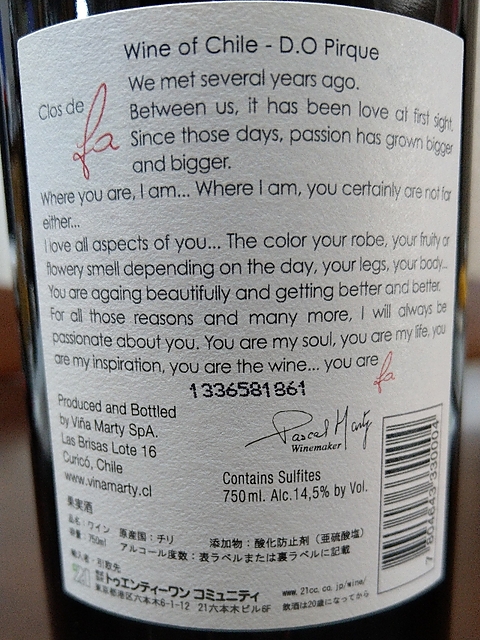 Wine of Chile - D.O Pirque
Clos de fa
We met several years ago.
Between us, it has been love at first sight.
Since those days, passion has grown bigger
and bigger.
Where you are, I am... Where I am, you certainly are not far
either...
I love all aspects of you... The color your robe, your fruity or
flowery smell depending on the day, your legs, your body...
You are againg beautifully and getting better and better.
For all those reasons and many more, I will always be
passionate about you. You are my soul, you are my life, you
are my inspiration, you are the wine... you are fa
1336581861
Produced and Bottled
by Viña Marty SpA.
Las Brisas Lote 16
Curicó, Chile
www.vinamarty.cl
Pascal Marty
Winemaker
Contains Sulfites
750ml. Alc.14,5% by Vol.
7804649330004
果実酒
品名：ワイン 原産国：チリ 添加物：酸化防止剤（亜硫酸塩）
容量：750ml アルコール度数：表ラベルまたは裏ラベルに記載
輸入者・引取先
21 トゥエンティーワン コミュニティ www.21cc.co.jp/wine/
東京都港区六本木6-1-12 21六本木ビル6F 飲酒は20歳になってから